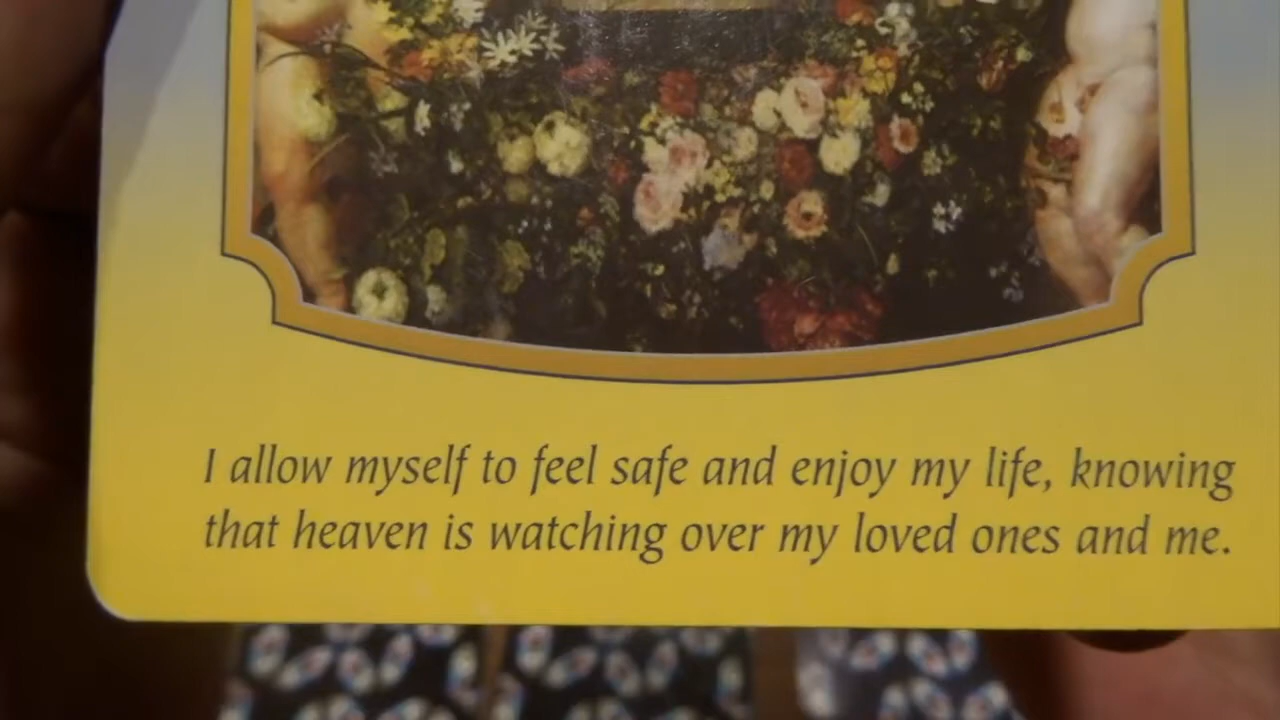 I allow myself to feel safe and enjoy my life, knowing
that heaven is watching over my loved ones and me.